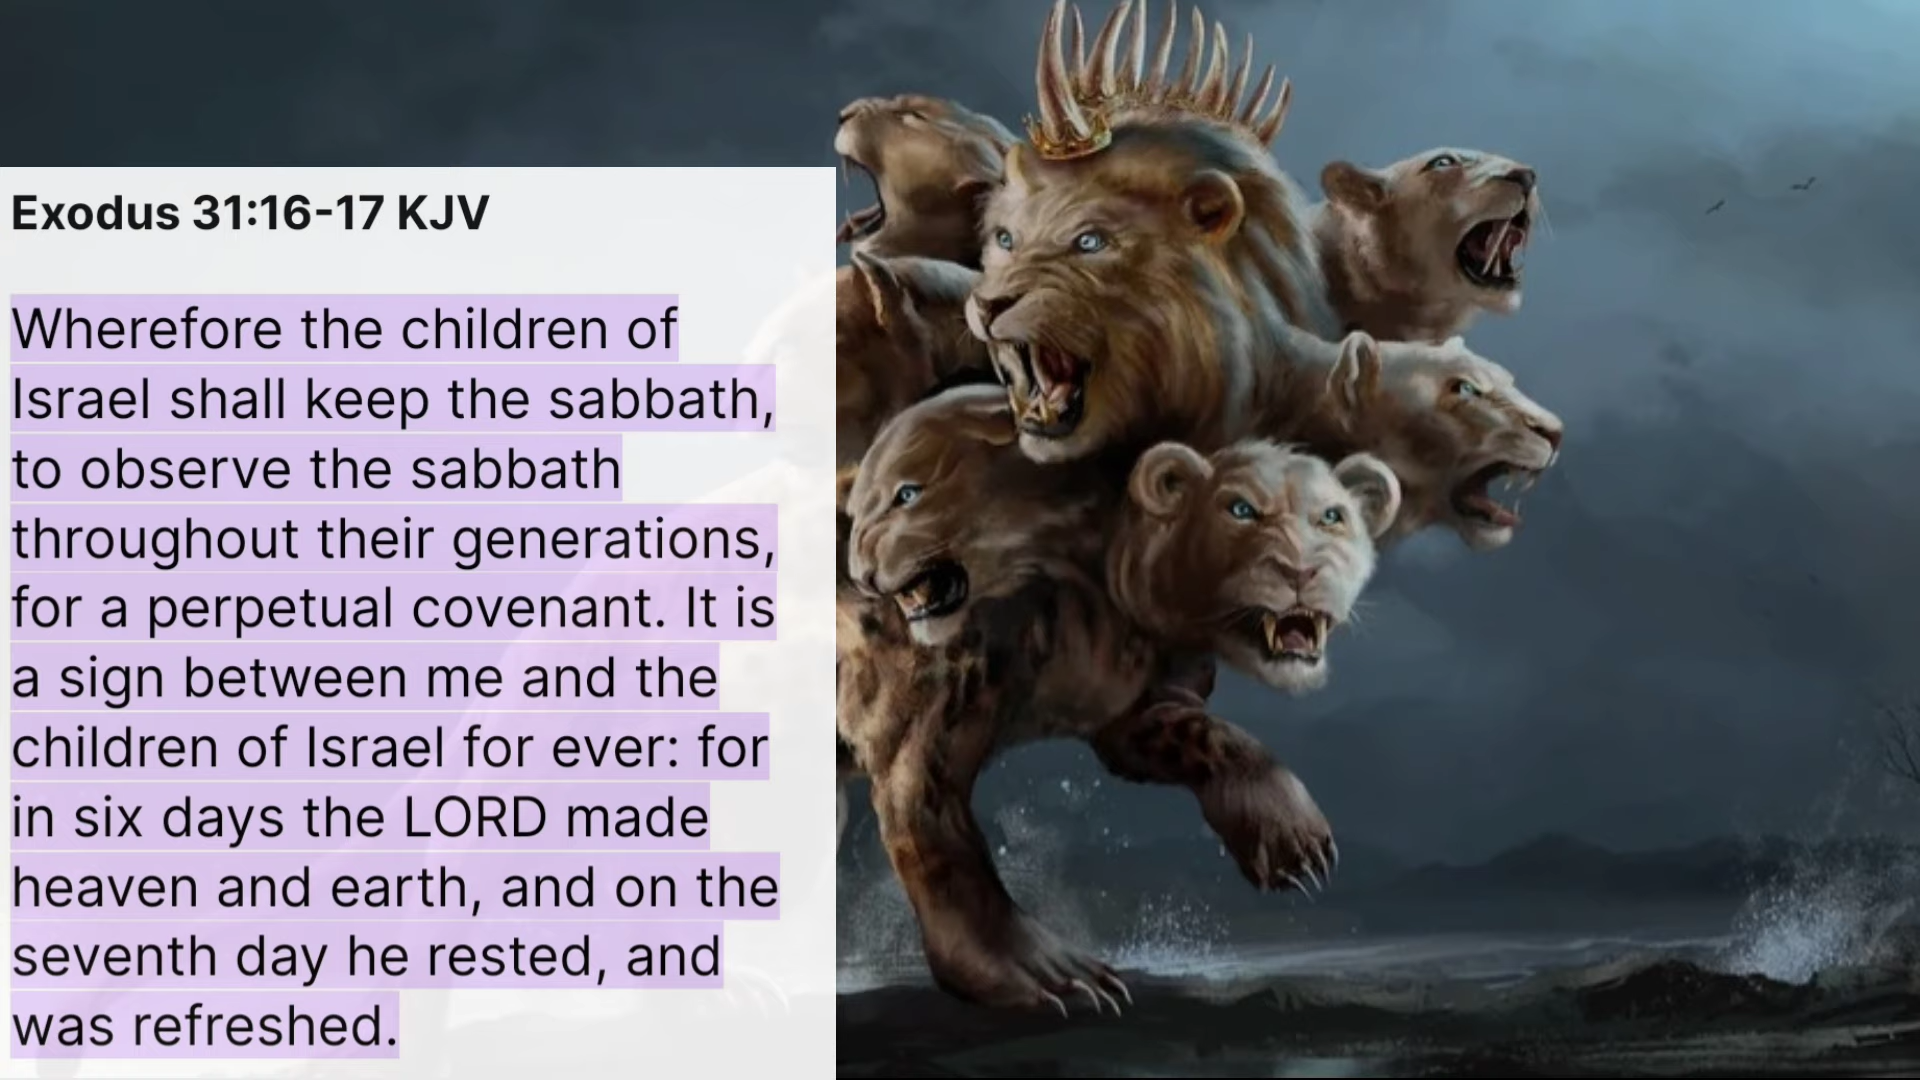 Exodus 31:16-17 KJV
Wherefore the children of
Israel shall keep the sabbath,
to observe the sabbath
throughout their generations,
for a perpetual covenant. It is
a sign between me and the
children of Israel for ever: for
in six days the LORD made
heaven and earth, and on the
seventh day he rested, and
was refreshed.